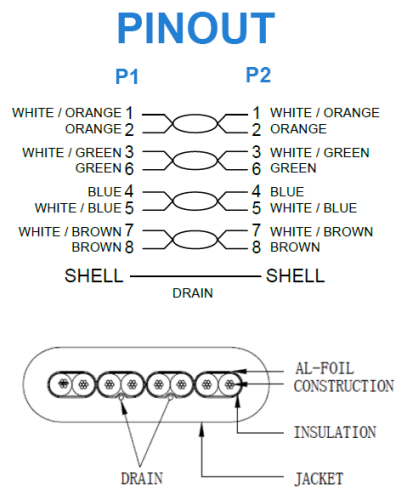 PINOUT
P1 P2
WHITE / ORANGE 1 1 WHITE / ORANGE
ORANGE 2 2 ORANGE
WHITE / GREEN 3 3 WHITE / GREEN
GREEN 6 6 GREEN
BLUE 4 4 BLUE
WHITE / BLUE 5 5 WHITE / BLUE
WHITE / BROWN 7 7 WHITE / BROWN
BROWN 8 8 BROWN
SHELL SHELL
DRAIN
AL-FOIL
CONSTRUCTION
INSULATION
DRAIN JACKET